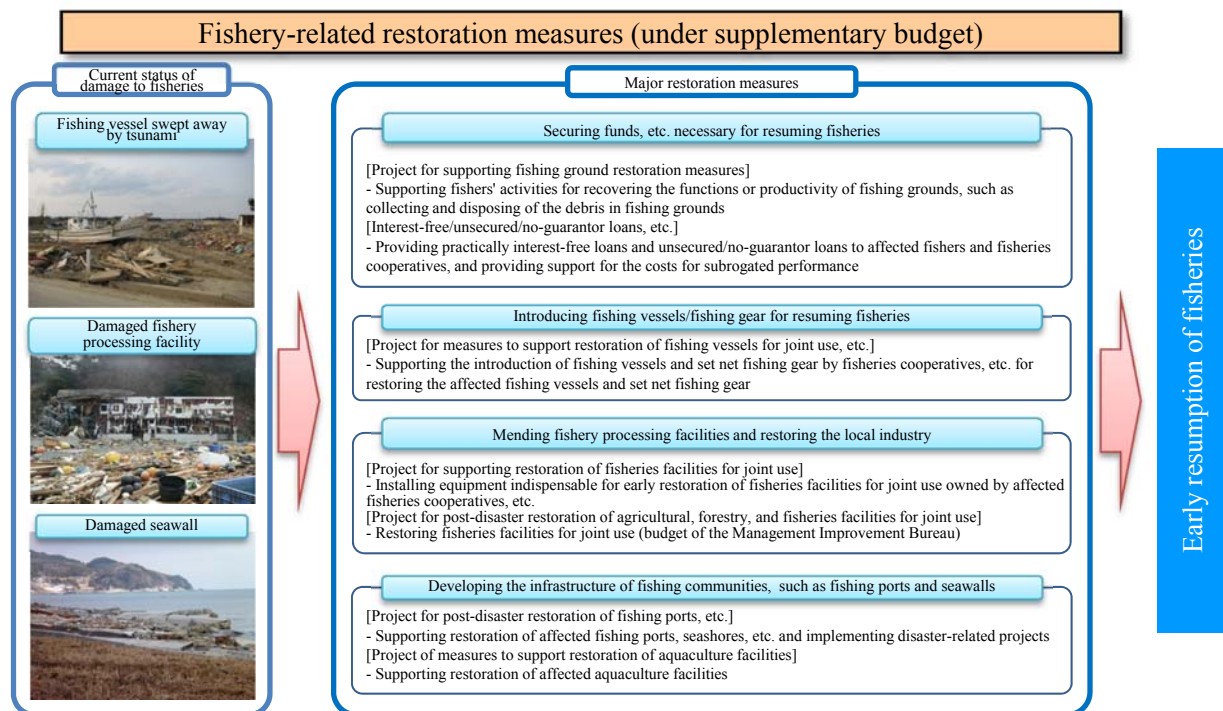 Fishery-related restoration measures (under supplementary budget)
Current status of
damage to fisheries
Fishing vessel swept away
by tsunami
Damaged fishery
processing facility
Damaged seawall
Major restoration measures
Securing funds, etc. necessary for resuming fisheries
[Project for supporting fishing ground restoration measures]
- Supporting fishers' activities for recovering the functions or productivity of fishing grounds, such as
collecting and disposing of the debris in fishing grounds
[Interest-free/unsecured/no-guarantor loans, etc.]
- Providing practically interest-free loans and unsecured/no-guarantor loans to affected fishers and fisheries
cooperatives, and providing support for the costs for subrogated performance
Introducing fishing vessels/fishing gear for resuming fisheries
[Project for measures to support restoration of fishing vessels for joint use, etc.]
- Supporting the introduction of fishing vessels and set net fishing gear by fisheries cooperatives, etc. for
restoring the affected fishing vessels and set net fishing gear
Mending fishery processing facilities and restoring the local industry
[Project for supporting restoration of fisheries facilities for joint use]
- Installing equipment indispensable for early restoration of fisheries facilities for joint use owned by affected
fisheries cooperatives, etc.
[Project for post-disaster restoration of agricultural, forestry, and fisheries facilities for joint use]
- Restoring fisheries facilities for joint use (budget of the Management Improvement Bureau)
Developing the infrastructure of fishing communities, such as fishing ports and seawalls
[Project for post-disaster restoration of fishing ports, etc.]
- Supporting restoration of affected fishing ports, seashores, etc. and implementing disaster-related projects
[Project of measures to support restoration of aquaculture facilities]
- Supporting restoration of affected aquaculture facilities
Early resumption of fisheries